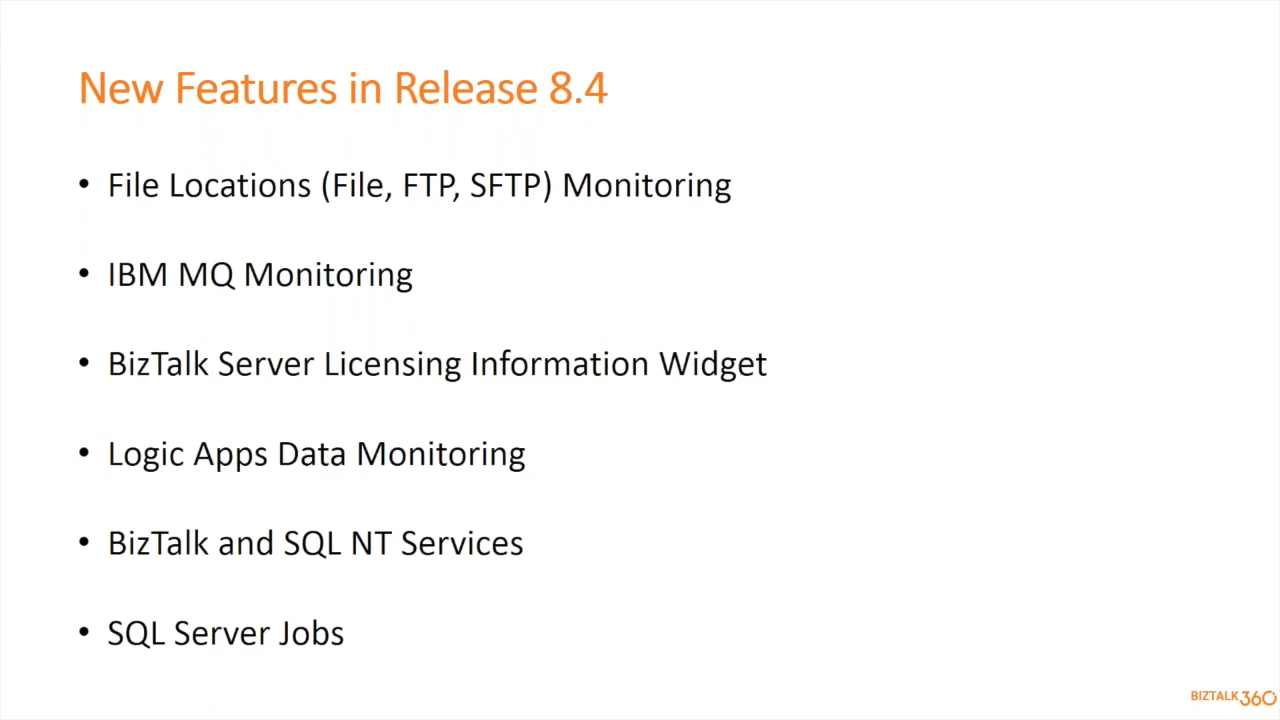 New Features in Release 8.4
• File Locations (File, FTP, SFTP) Monitoring
• IBM MQ Monitoring
• BizTalk Server Licensing Information Widget
• Logic Apps Data Monitoring
• BizTalk and SQL NT Services
• SQL Server Jobs
BIZTALK360